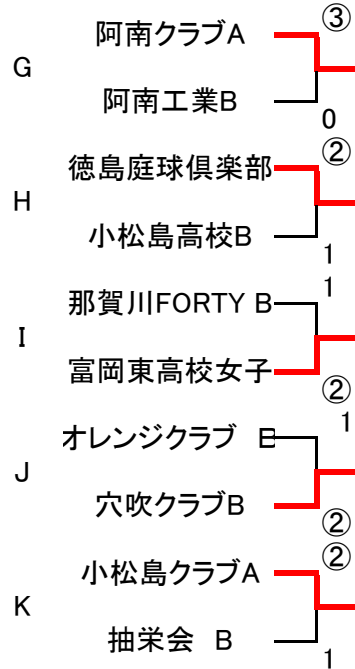 阿南クラブA ③
G
阿南工業B 0
徳島庭球倶楽部 ②
H
小松島高校B 1
那賀川FORTY B 1
I
富岡東高校女子 ②
オレンジクラブ B 1
J
穴吹クラブB ②
小松島クラブA ②
K
抽栄会 B 1